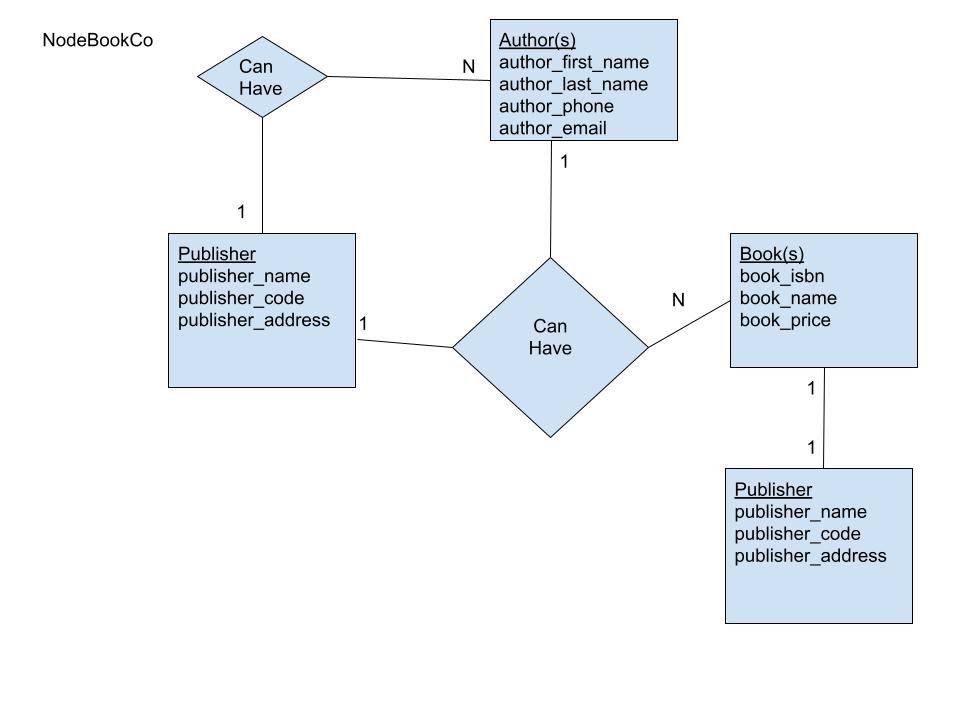 NodeBookCo
Can
Have
N
Author(s)
author_first_name
author_last_name
author_phone
author_email
1
1
Publisher
publisher_name
publisher_code
publisher_address
1
Can
Have
N
Book(s)
book_isbn
book_name
book_price
1
1
Publisher
publisher_name
publisher_code
publisher_address